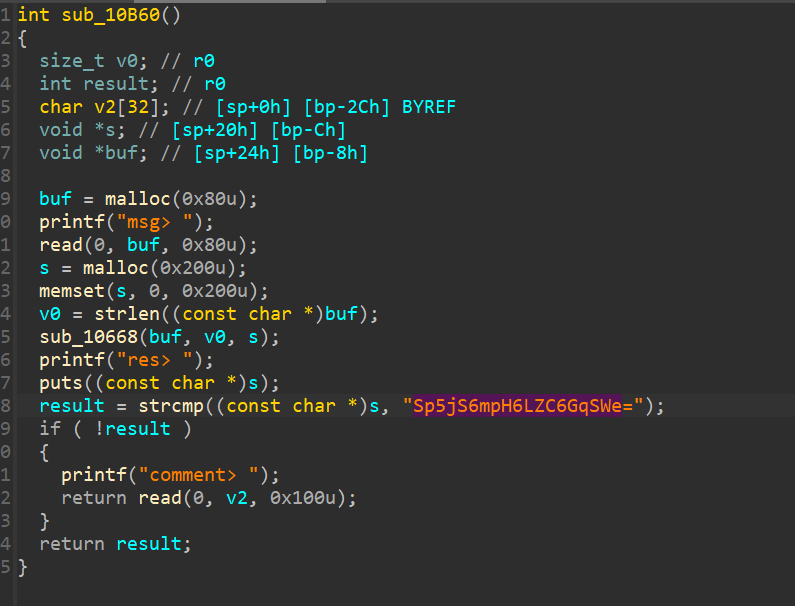 1 int sub_10B60()
2 {
3   size_t v0; // r0
4   int result; // r0
5   char v2[32]; // [sp+0h] [bp-2Ch] BYREF
6   void *s; // [sp+20h] [bp-Ch]
7   void *buf; // [sp+24h] [bp-8h]
8
9   buf = malloc(0x80u);
0   printf("msg> ");
1   read(0, buf, 0x80u);
2   s = malloc(0x200u);
3   memset(s, 0, 0x200u);
4   v0 = strlen((const char *)buf);
5   sub_10668(buf, v0, s);
6   printf("res> ");
7   puts((const char *)s);
8   result = strcmp((const char *)s, "Sp5jS6mpH6LZC6GqSWe=");
9   if ( !result )
0   {
1     printf("comment> ");
2     return read(0, v2, 0x100u);
3   }
4   return result;
5 }